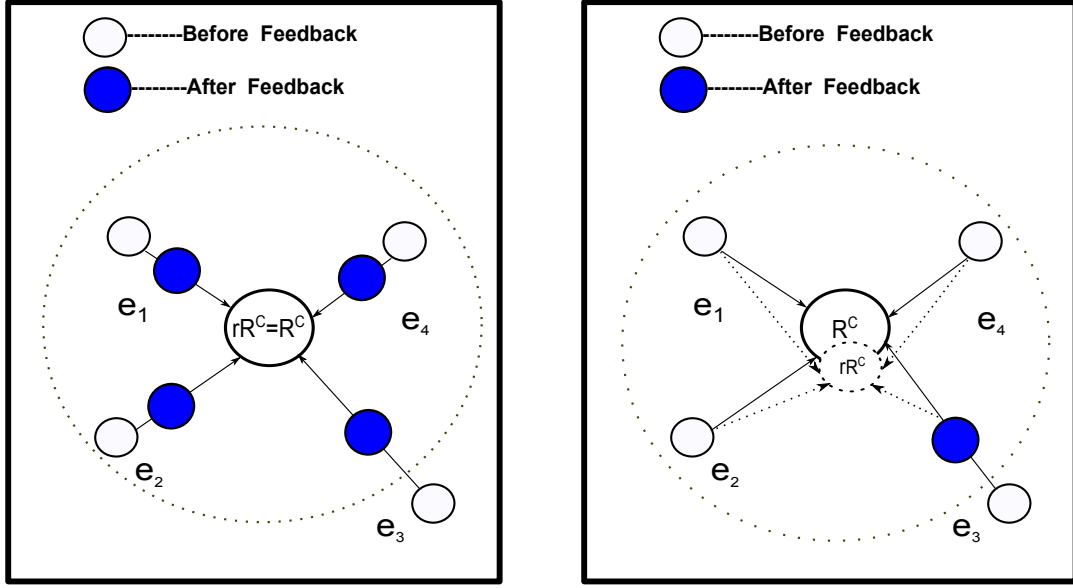 --------Before Feedback
--------After Feedback
e₁
e₄
rRᶜ=Rᶜ
e₂
e₃
--------Before Feedback
--------After Feedback
e₁
e₄
Rᶜ
rRᶜ
e₂
e₃